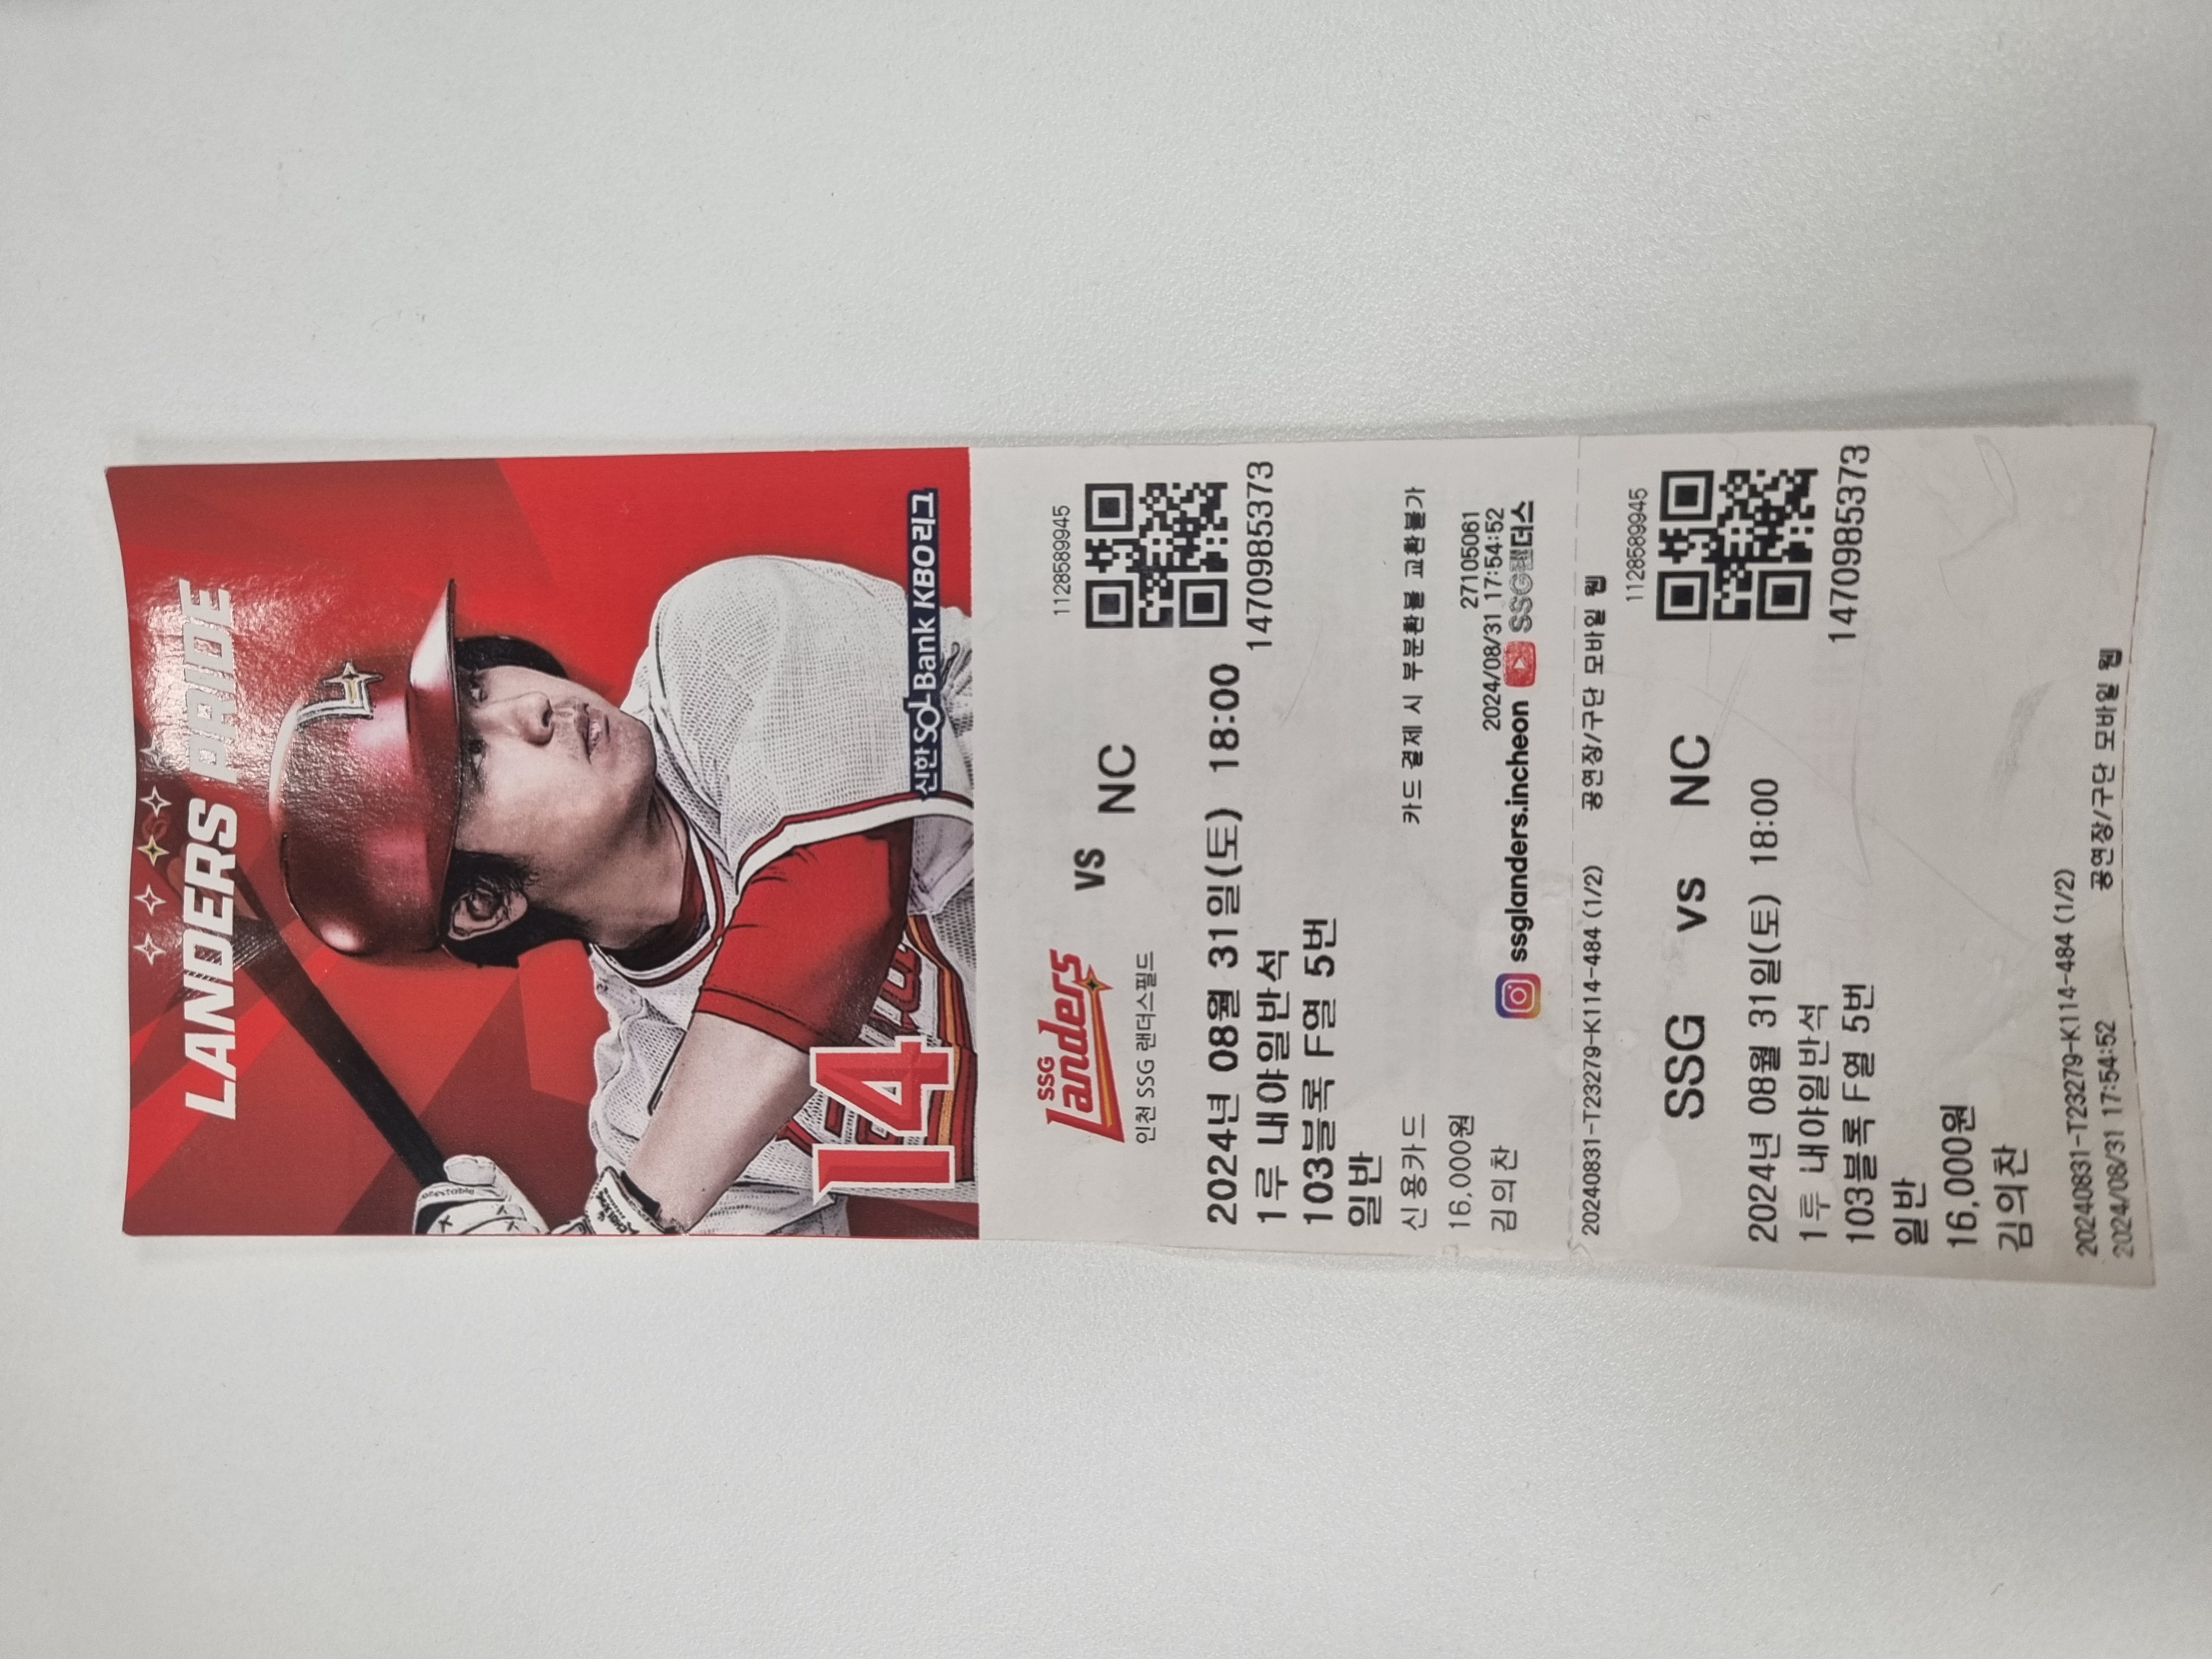 LANDERS PRIDE
14
신한 SOL Bank KBO 리그
SSG
Landers
vs
NC
인천 SSG 랜더스필드
1128589945
2024년 08월 31일(토) 18:00
1470985373
1루 내야일반석
103블록 F열 5번
일반
신용카드
카드 결제 시 부분환불 교환불가
16,000원
27105061
2024/08/31 17:54:52
김의찬
ssglanders.incheon
SSG랜더스
20240831-T23279-K114-484 (1/2) 공연장/구단 모바일 웹
1128589945
SSG vs NC
2024년 08월 31일(토) 18:00
1470985373
1루 내야일반석
103블록 F열 5번
일반
16,000원
김의찬
20240831-T23279-K114-484 (1/2)
2024/08/31 17:54:52 공연장/구단 모바일 웹